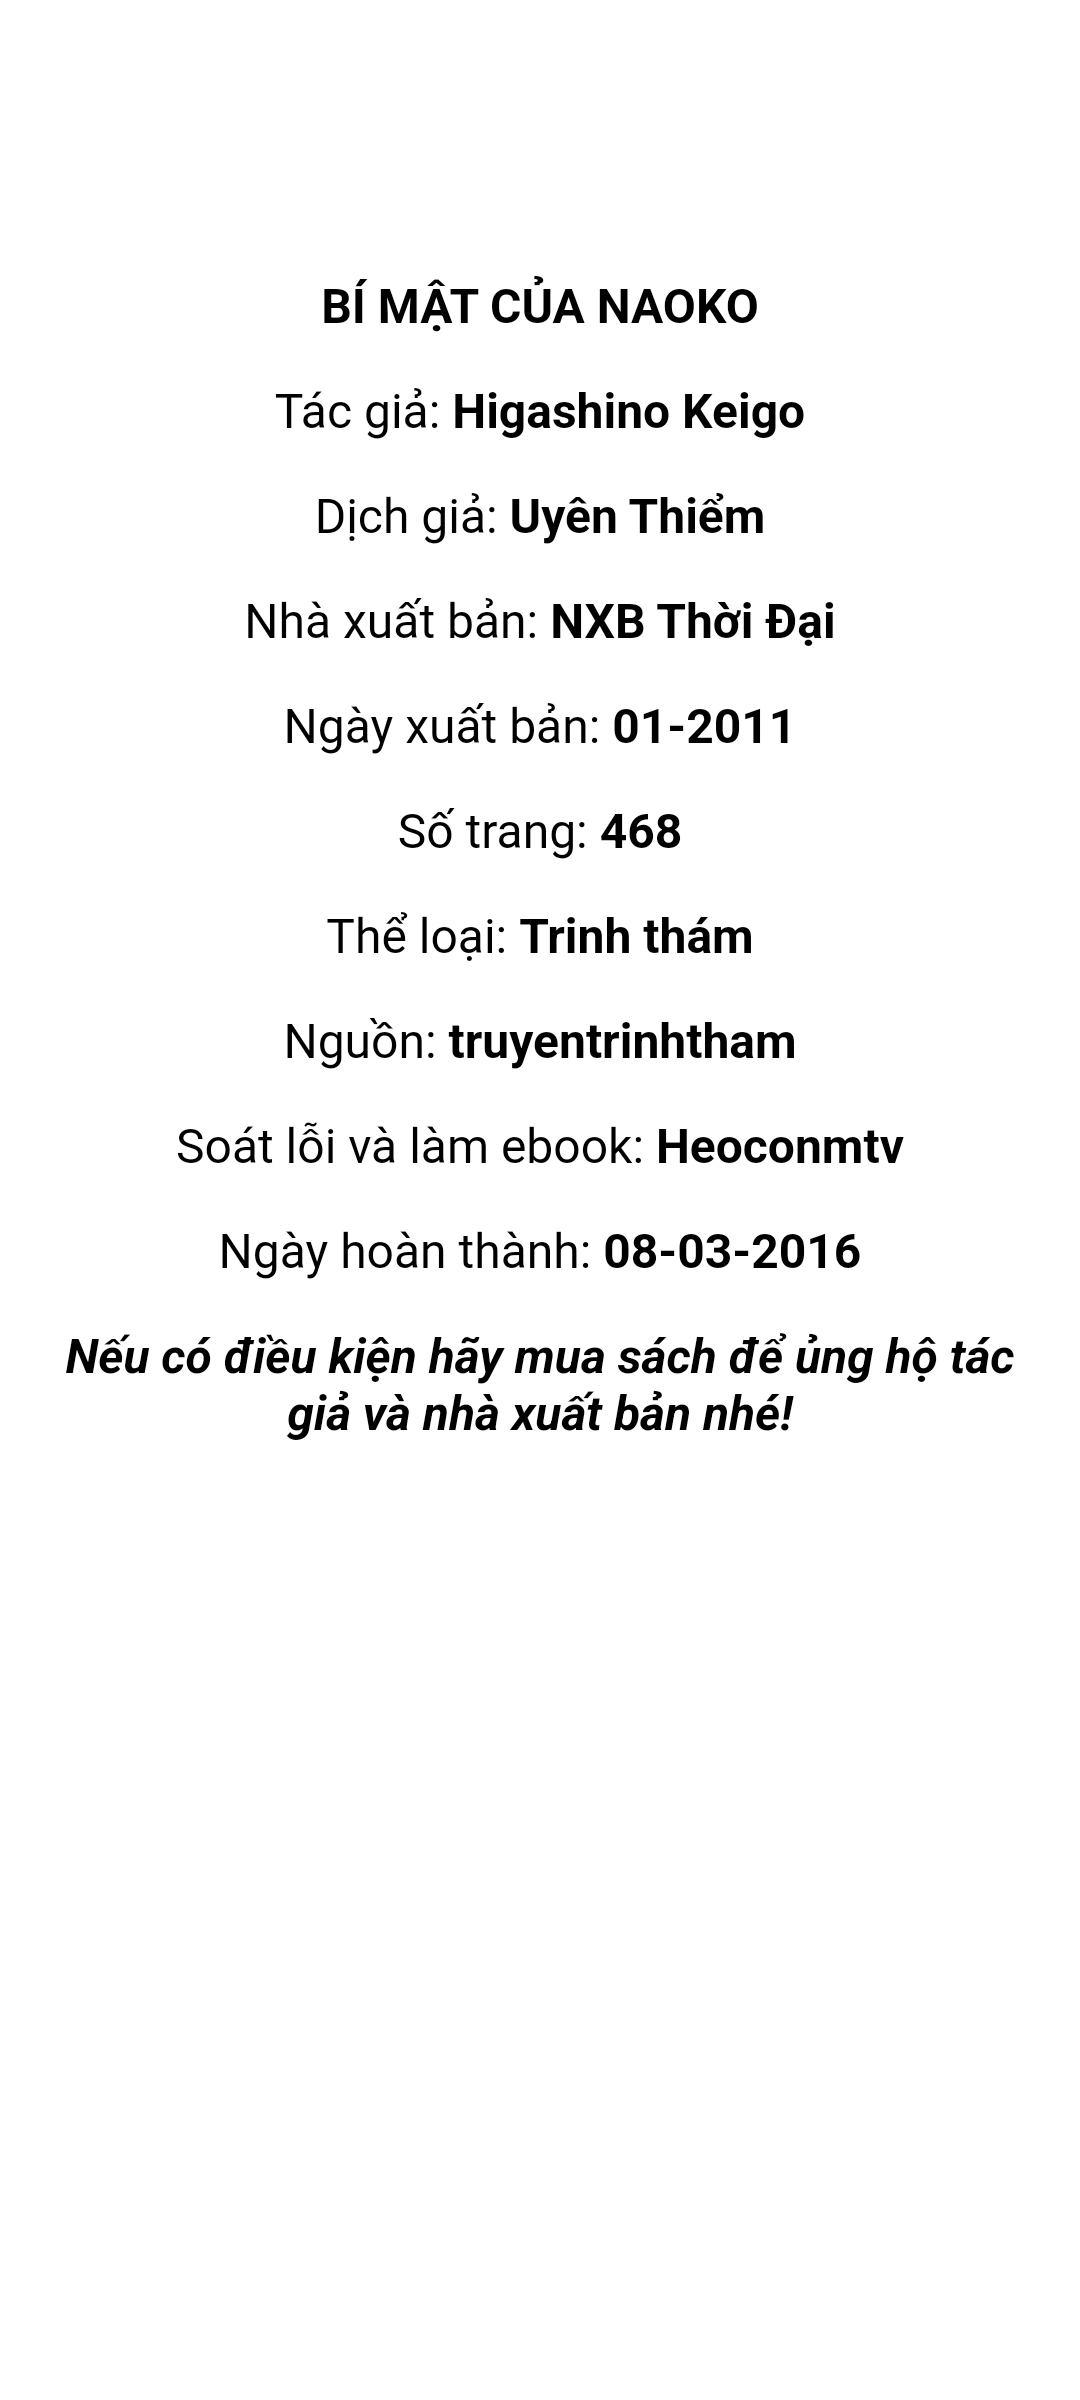 BÍ MẬT CỦA NAOKO
Tác giả: Higashino Keigo
Dịch giả: Uyên Thiểm
Nhà xuất bản: NXB Thời Đại
Ngày xuất bản: 01-2011
Số trang: 468
Thể loại: Trinh thám
Nguồn: truyentrinhtham
Soát lỗi và làm ebook: Heoconmtv
Ngày hoàn thành: 08-03-2016
Nếu có điều kiện hãy mua sách để ủng hộ tác
giả và nhà xuất bản nhé!